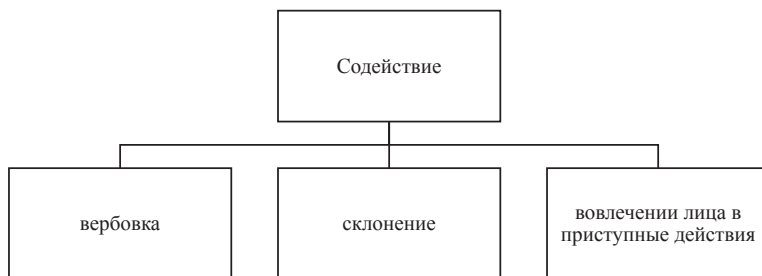 Содействие
вербовка
склонение
вовлечении лица в
приступные действия